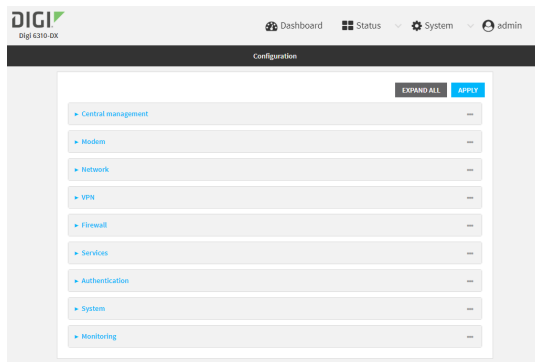 DIGI
Digi 6310-DX
Dashboard Status System admin
Configuration
EXPAND ALL APPLY
Central management
Modem
Network
VPN
Firewall
Services
Authentication
System
Monitoring